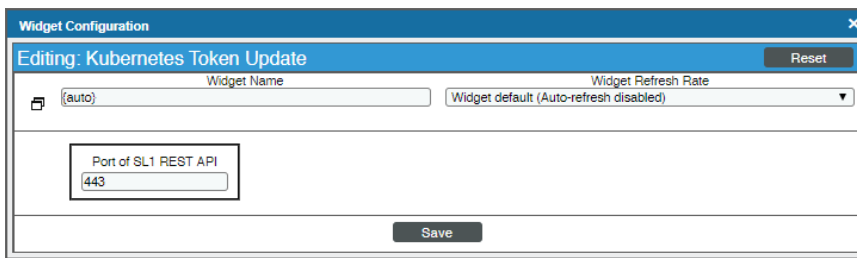 Widget Configuration
Editing: Kubernetes Token Update
Reset
Widget Name
Widget Refresh Rate
{auto}
Widget default (Auto-refresh disabled)
Port of SL1 REST API
443
Save